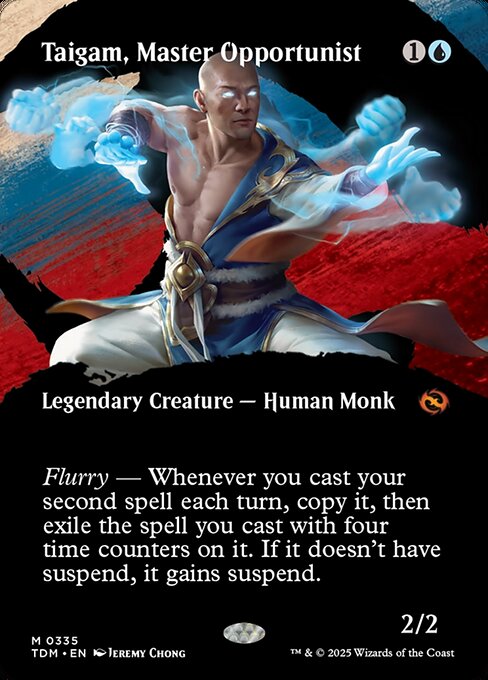 Taigam, Master Opportunist 1
Legendary Creature — Human Monk
Flurry — Whenever you cast your
second spell each turn, copy it, then
exile the spell you cast with four
time counters on it. If it doesn't have
suspend, it gains suspend.
2/2
M 0335
TDM • EN Jeremy Chong
™ & © 2025 Wizards of the Coast